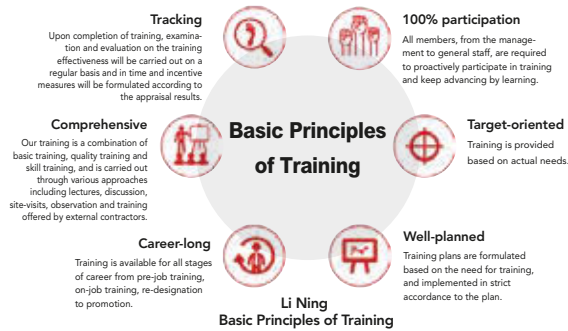 Tracking
Upon completion of training, examina-
tion and evaluation on the training
effectiveness will be carried out on a
regular basis and in time and incentive
measures will be formulated according to
the appraisal results.
100% participation
All members, from the manage-
ment to general staff, are required
to proactively participate in training
and keep advancing by learning.
Comprehensive
Our training is a combination of
basic training, quality training and
skill training, and is carried out
through various approaches
including lectures, discussion,
site-visits, observation and training
offered by external contractors.
Basic Principles
of Training
Target-oriented
Training is provided
based on actual needs.
Career-long
Training is available for all stages
of career from pre-job training,
on-job training, re-designation
to promotion.
Well-planned
Training plans are formulated
based on the need for training,
and implemented in strict
accordance to the plan.
Li Ning
Basic Principles of Training